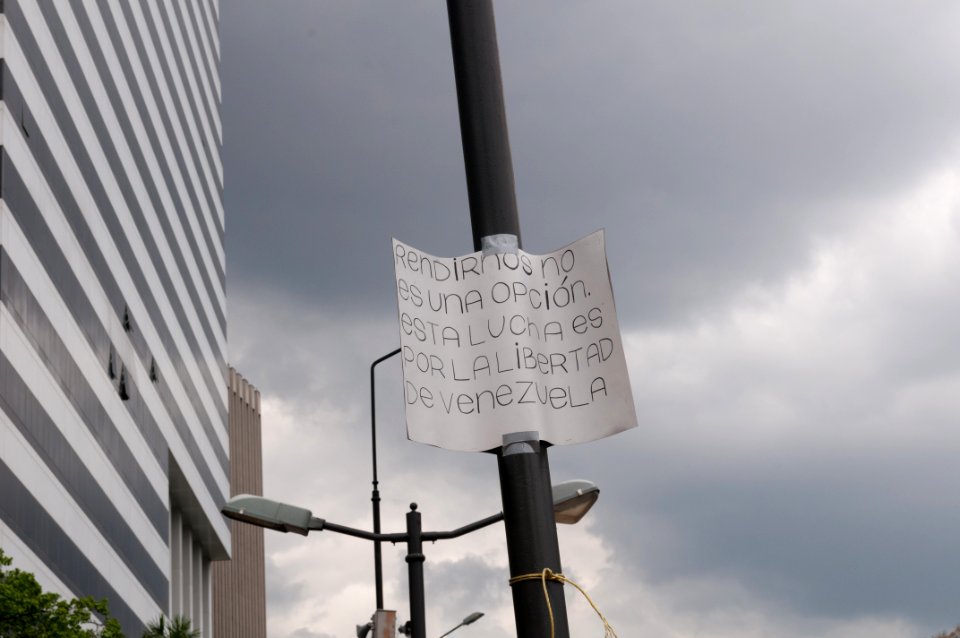 RendiRnos no
es UNA OPCiÓn.
esTA LUChA es
POR LA LiBERTAD
De VeneZUeLA